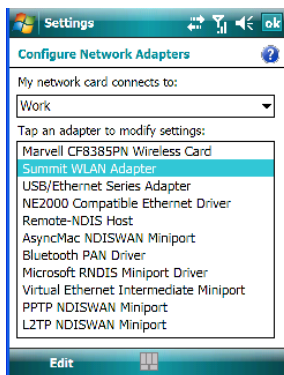 Settings
ok
Configure Network Adapters
?
My network card connects to:
Work
Tap an adapter to modify settings:
Marvell CF8385PN Wireless Card
Summit WLAN Adapter
USB/Ethernet Series Adapter
NE2000 Compatible Ethernet Driver
Remote-NDIS Host
AsyncMac NDISWAN Miniport
Bluetooth PAN Driver
Microsoft RNDIS Miniport Driver
Virtual Ethernet Intermediate Miniport
PPTP NDISWAN Miniport
L2TP NDISWAN Miniport
Edit